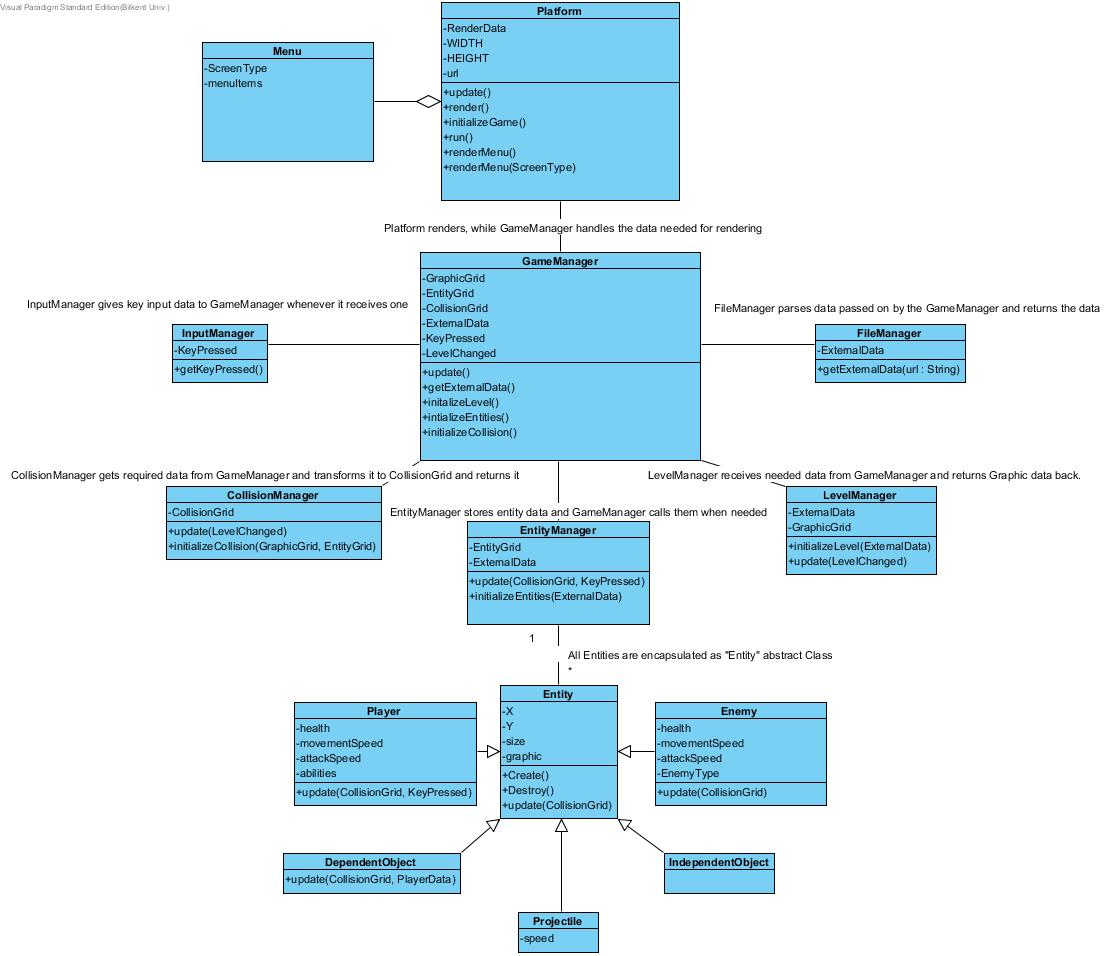 Visual Paradigm Standard Edition(Bilkent Univ.)
Platform
-RenderData
-WIDTH
-HEIGHT
-url
+update()
+render()
+initializeGame()
+run()
+renderMenu()
+renderMenu(ScreenType)
Menu
-ScreenType
-menuItems
Platform renders, while GameManager handles the data needed for rendering
GameManager
-GraphicGrid
-EntityGrid
-CollisionGrid
-ExternalData
-KeyPressed
-LevelChanged
+update()
+getExternalData()
+initalizeLevel()
+intializeEntities()
+initializeCollision()
InputManager gives key input data to GameManager whenever it receives one
InputManager
-KeyPressed
+getKeyPressed()
FileManager parses data passed on by the GameManager and returns the data
FileManager
-ExternalData
+getExternalData(url : String)
CollisionManager gets required data from GameManager and transforms it to CollisionGrid and returns it
CollisionManager
-CollisionGrid
+update(LevelChanged)
+initializeCollision(GraphicGrid, EntityGrid)
EntityManager stores entity data and GameManager calls them when needed
EntityManager
-EntityGrid
-ExternalData
+update(CollisionGrid, KeyPressed)
+initializeEntities(ExternalData)
LevelManager receives needed data from GameManager and returns Graphic data back.
LevelManager
-ExternalData
-GraphicGrid
+initializeLevel(ExternalData)
+update(LevelChanged)
1
All Entities are encapsulated as "Entity" abstract Class
*
Entity
-X
-Y
-size
-graphic
+Create()
+Destroy()
+update(CollisionGrid)
Player
-health
-movementSpeed
-attackSpeed
-abilities
+update(CollisionGrid, KeyPressed)
Enemy
-health
-movementSpeed
-attackSpeed
-EnemyType
+update(CollisionGrid)
DependentObject
+update(CollisionGrid, PlayerData)
IndependentObject
Projectile
-speed